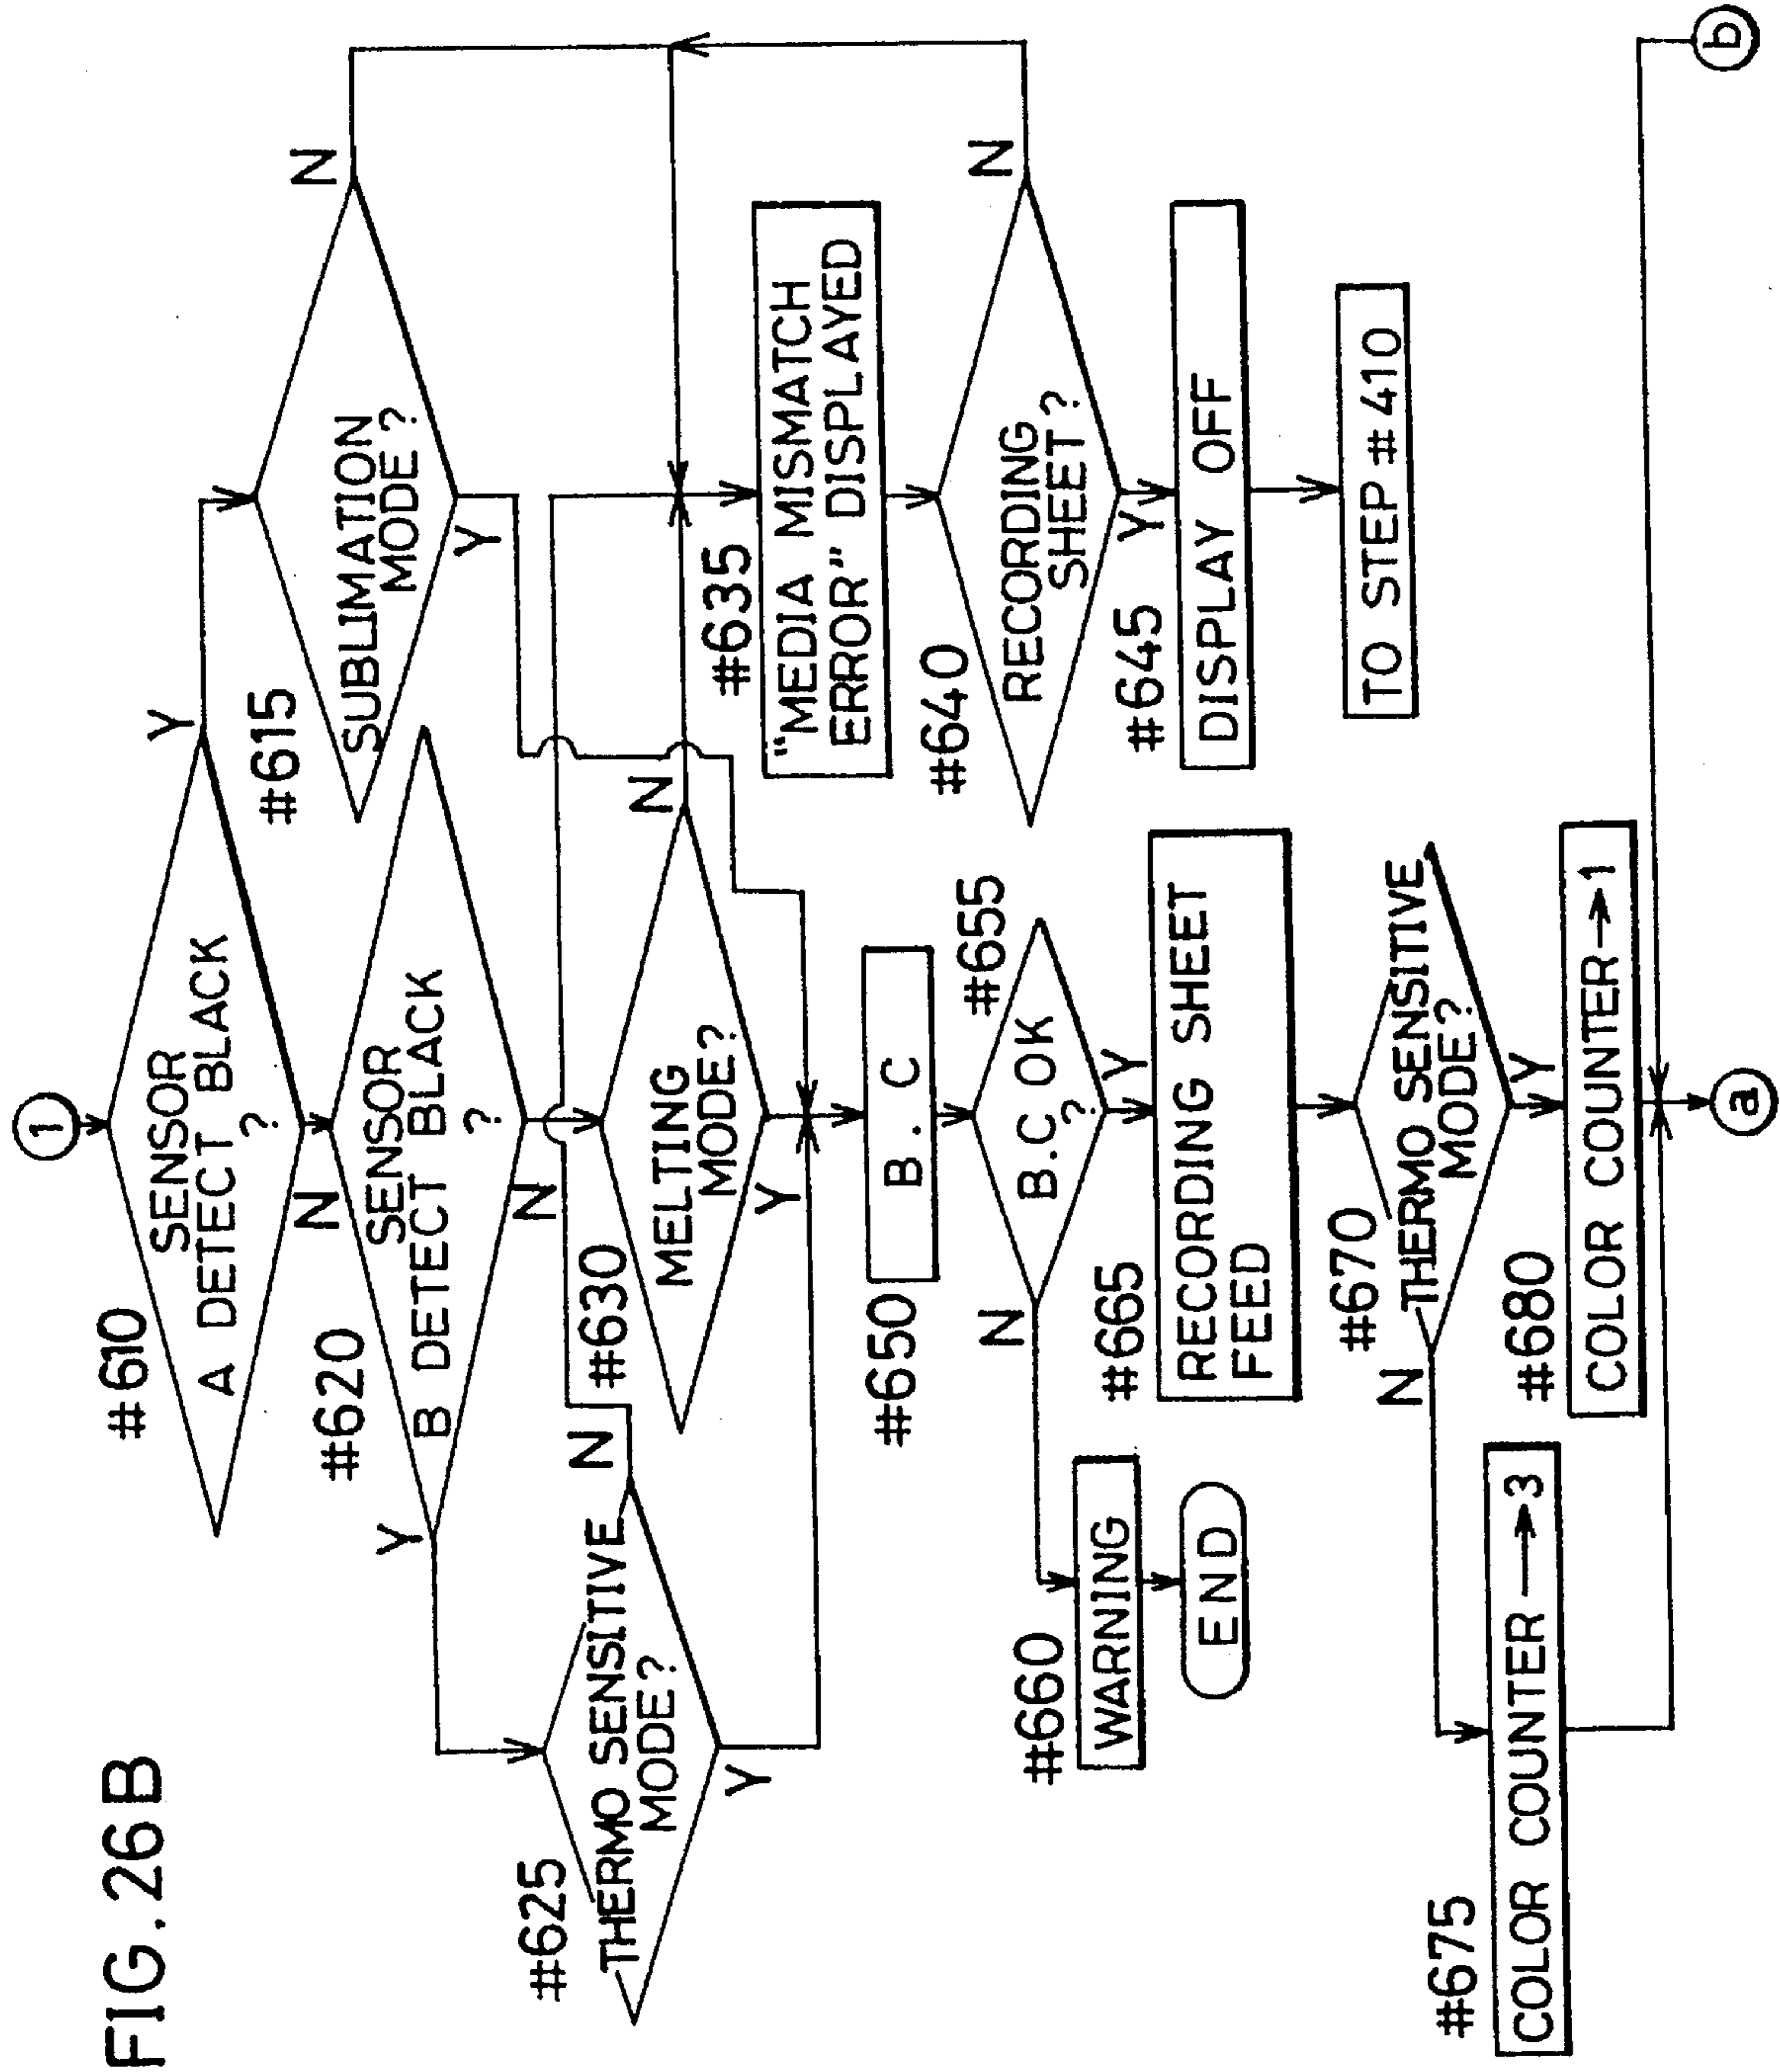 FIG. 26B
1
#610
SENSOR
A DETECT BLACK
?
Y
N
#615
SUBLIMATION
MODE?
N
Y
#620
SENSOR
B DETECT BLACK
?
Y
N
#625
THERMO SENSITIVE
MODE?
N
Y
#630
MELTING
MODE?
N
Y
#635
"MEDIA MISMATCH
ERROR" DISPLAYED
#640
RECORDING
SHEET?
N
Y
#645
DISPLAY OFF
TO STEP #410
#650
B. C
#655
B.C OK
?
N
Y
#660
WARNING
END
#665
RECORDING SHEET
FEED
#670
THERMO SENSITIVE
MODE?
N
Y
#675
COLOR COUNTER→3
#680
COLOR COUNTER→1
a
b